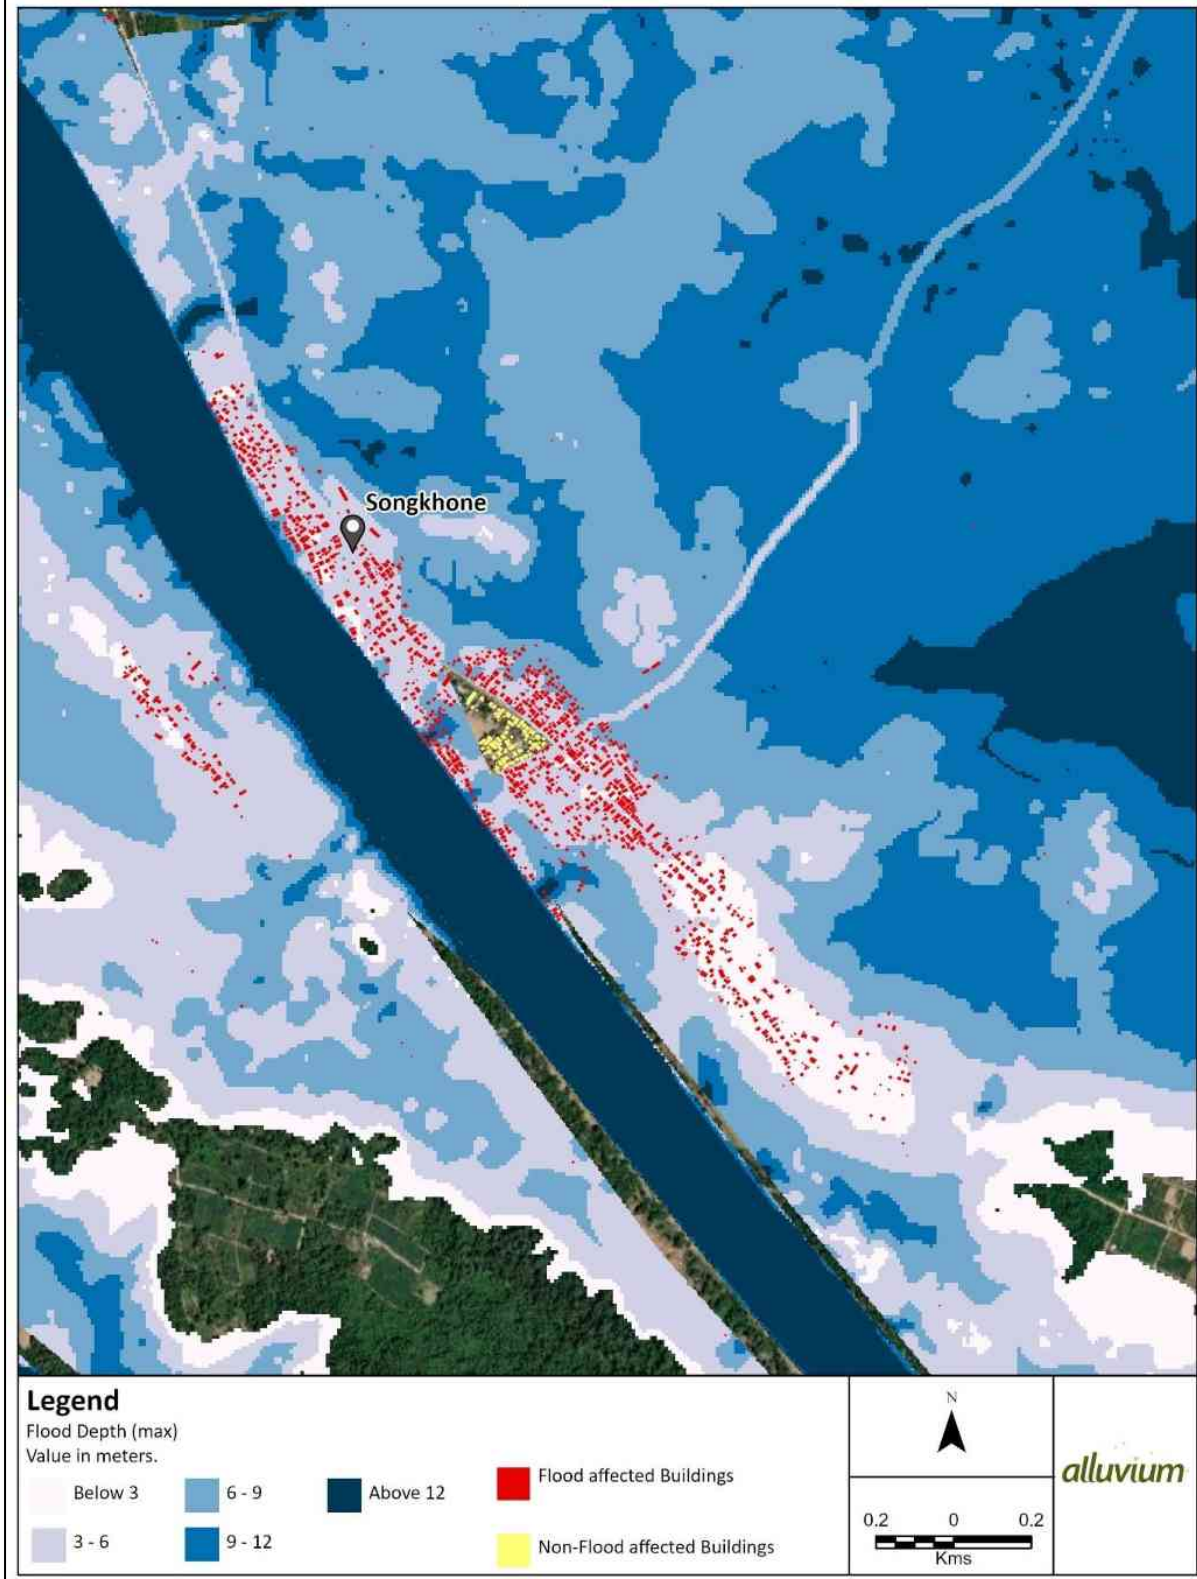 Songkhone
Legend
Flood Depth (max)
Value in meters.
Below 3
6 - 9
Above 12
3 - 6
9 - 12
Flood affected Buildings
Non-Flood affected Buildings
N
0.2 0 0.2
Kms
alluvium